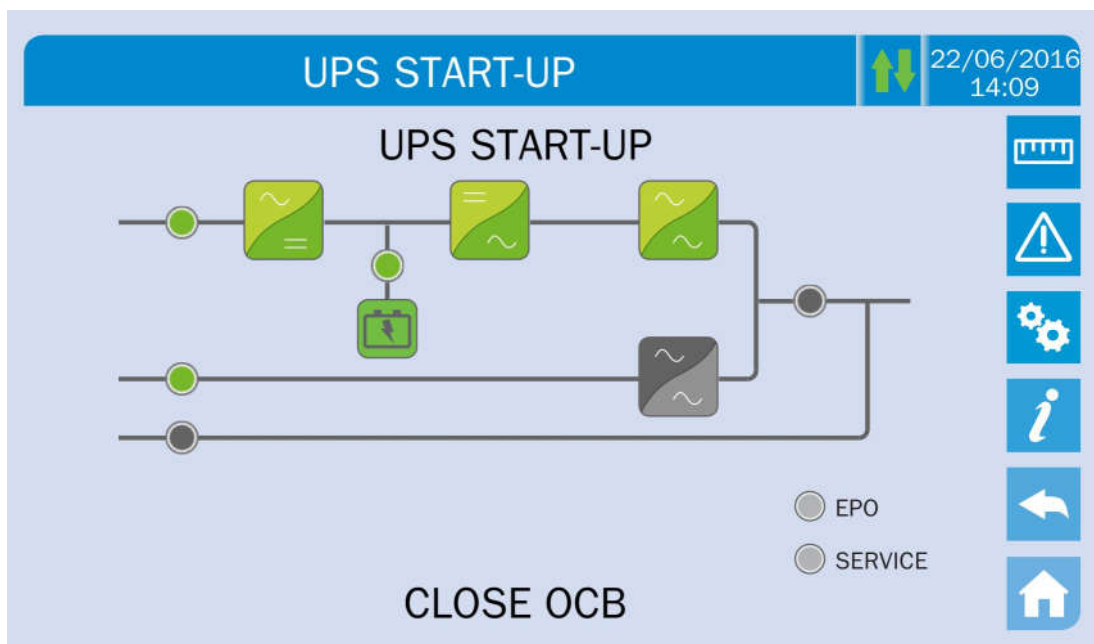 UPS START-UP
22/06/2016
14:09
UPS START-UP
EPO
SERVICE
CLOSE OCB